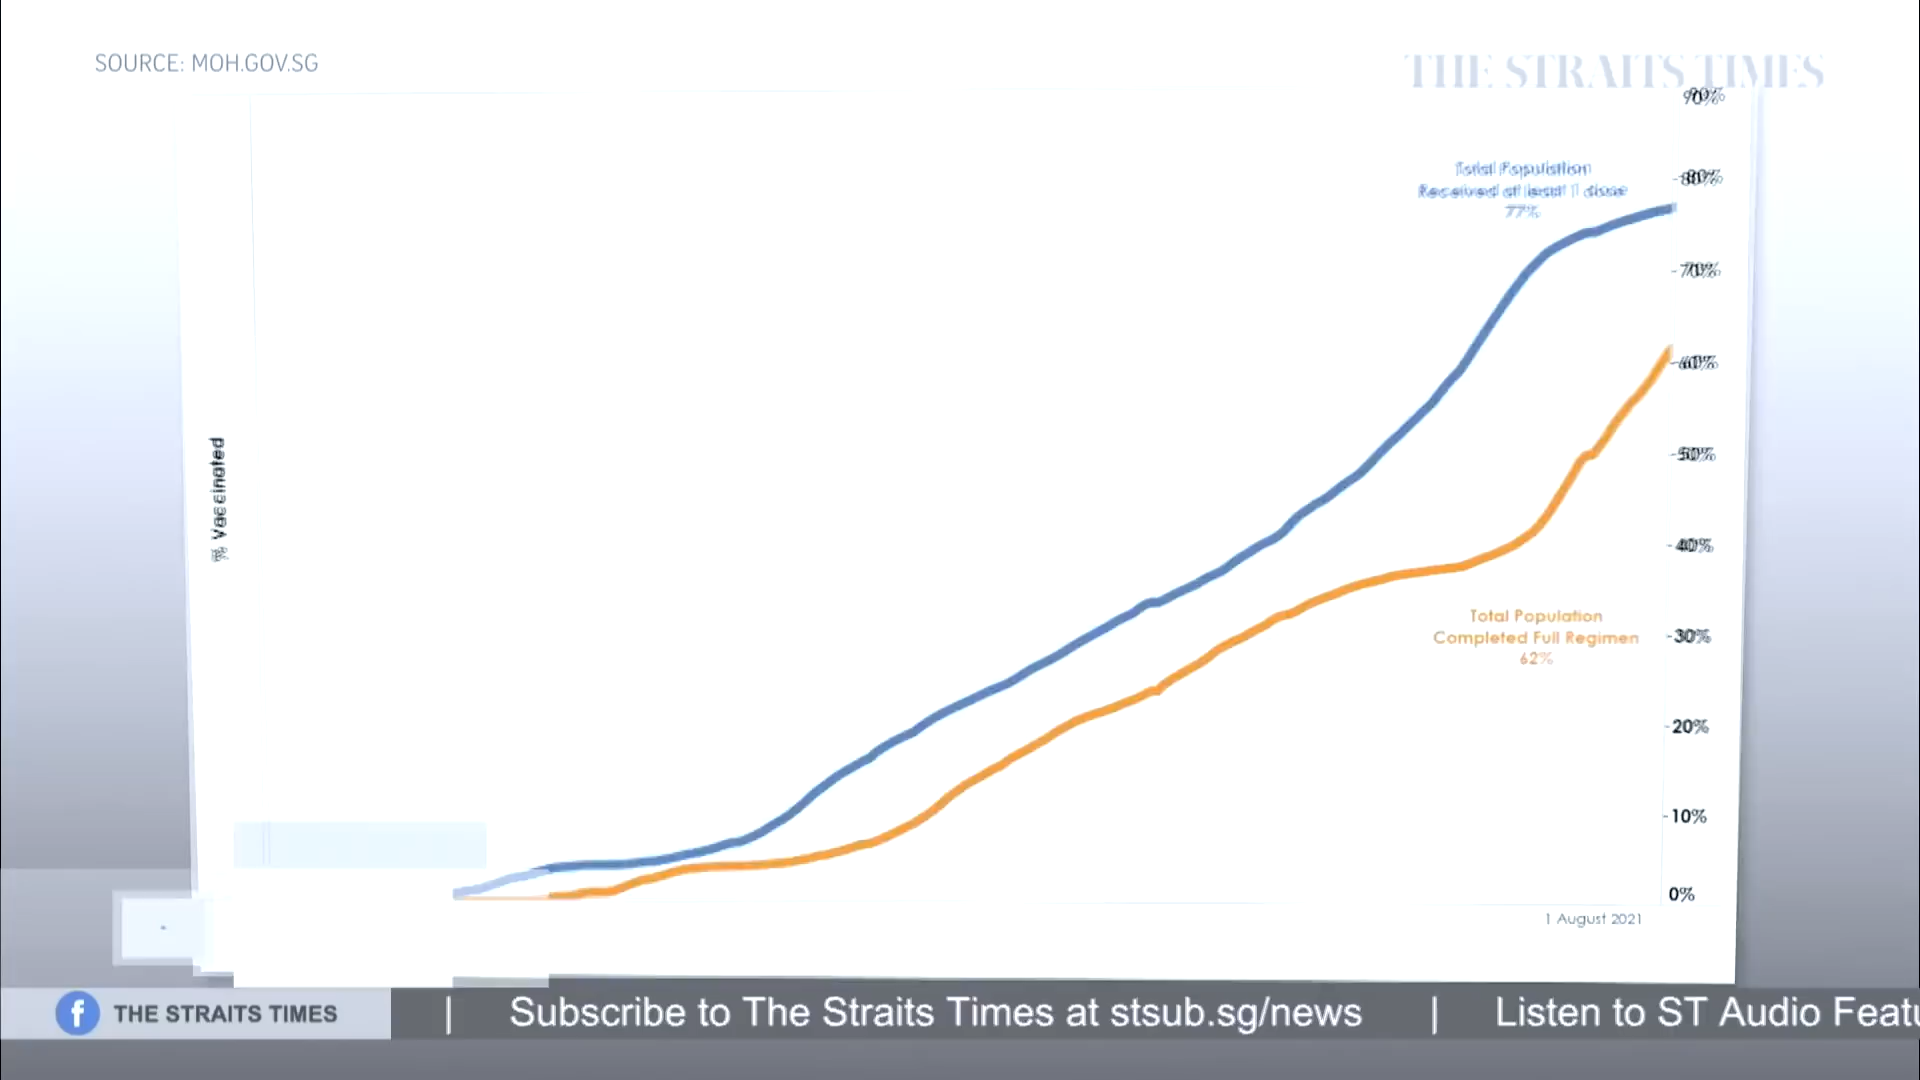 SOURCE: MOH.GOV.SG
THE STRAITS TIMES
90%
Total Population
Received at least 1 dose
77%
80%
70%
60%
% Vaccinated
50%
40%
Total Population
Completed Full Regimen
62%
30%
20%
10%
0%
1 August 2021
THE STRAITS TIMES
| Subscribe to The Straits Times at stsub.sg/news | Listen to ST Audio Featu